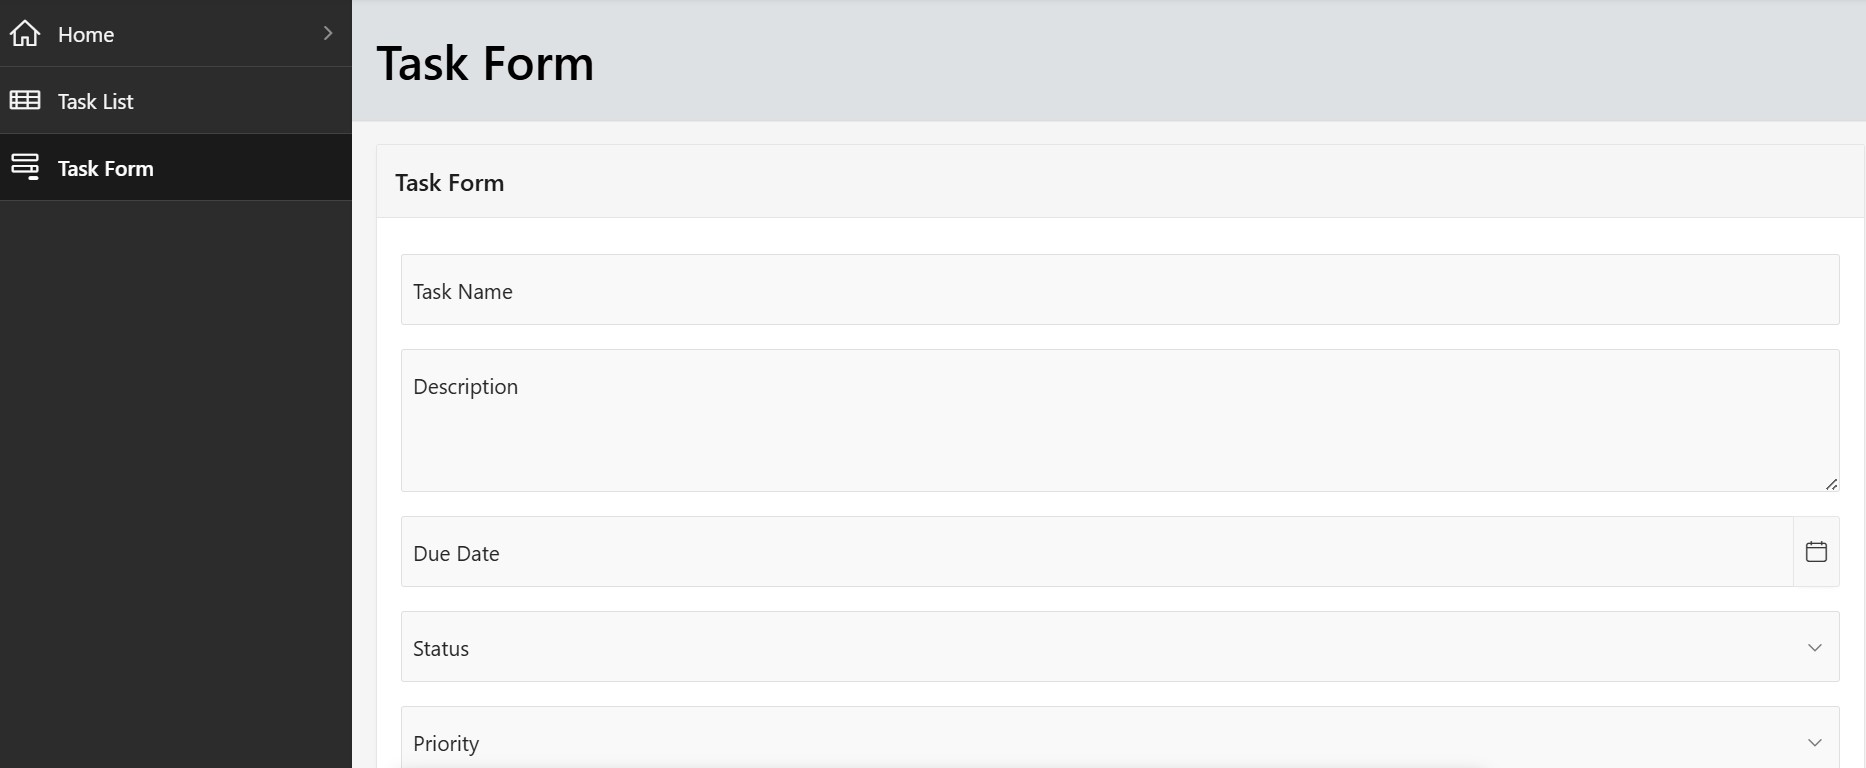 Home
Task List
Task Form
Task Form
Task Form
Task Name
Description
Due Date
Status
Priority